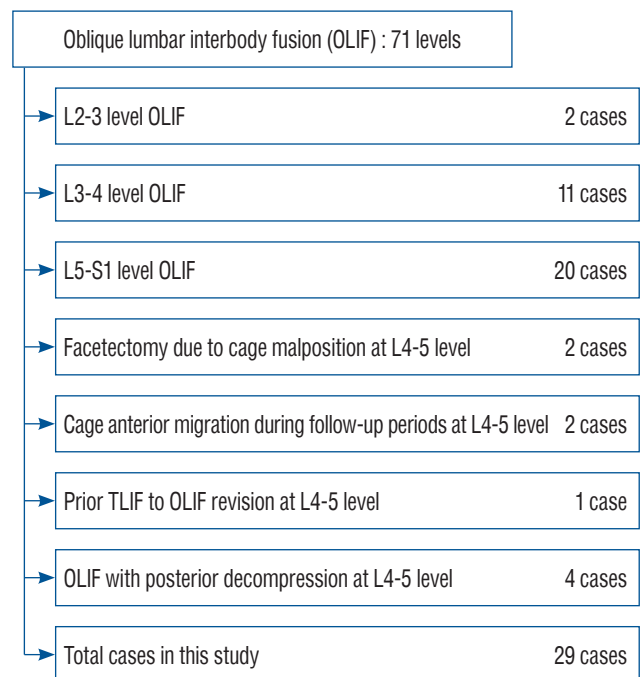 Oblique lumbar interbody fusion (OLIF) : 71 levels
L2-3 level OLIF 2 cases
L3-4 level OLIF 11 cases
L5-S1 level OLIF 20 cases
Facetectomy due to cage malposition at L4-5 level 2 cases
Cage anterior migration during follow-up periods at L4-5 level 2 cases
Prior TLIF to OLIF revision at L4-5 level 1 case
OLIF with posterior decompression at L4-5 level 4 cases
Total cases in this study 29 cases